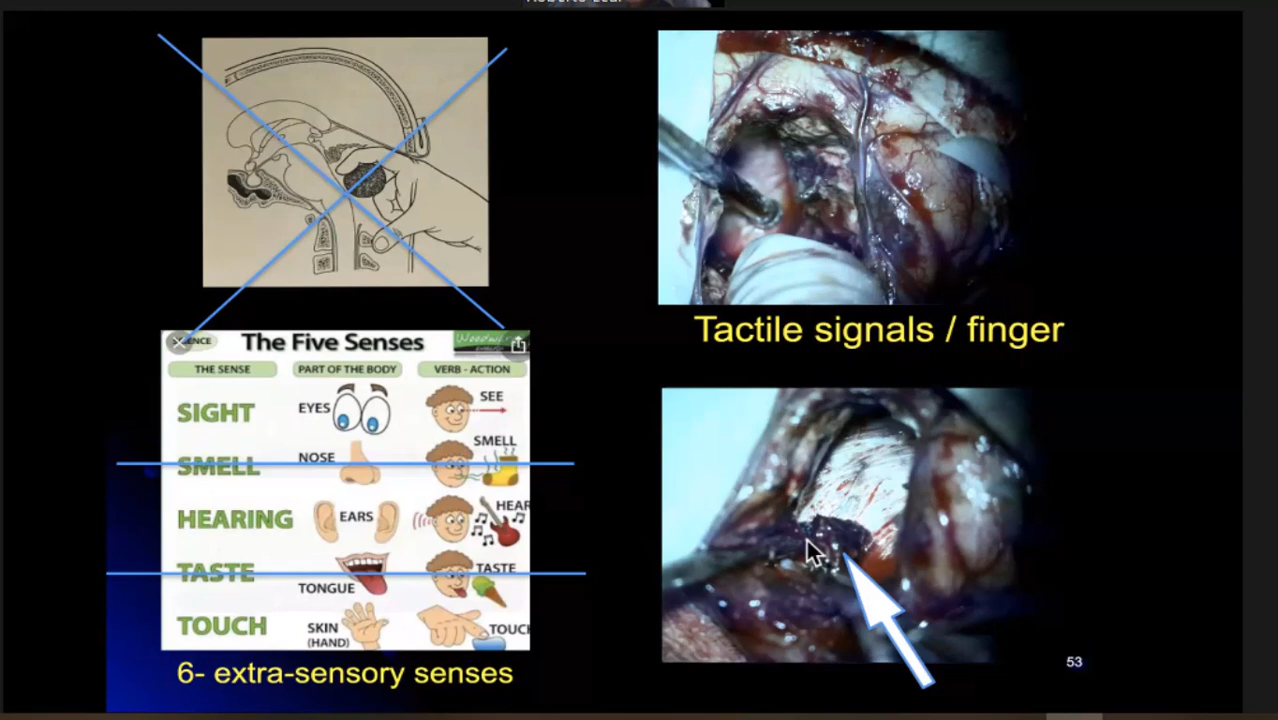 The Five Senses
THE SENSE
PART OF THE BODY
VERB - ACTION
SIGHT
EYES
SEE
SMELL
NOSE
SMELL
HEARING
EARS
HEAR
TASTE
TONGUE
TASTE
TOUCH
SKIN
(HAND)
TOUCH
6- extra-sensory senses
Tactile signals / finger
53